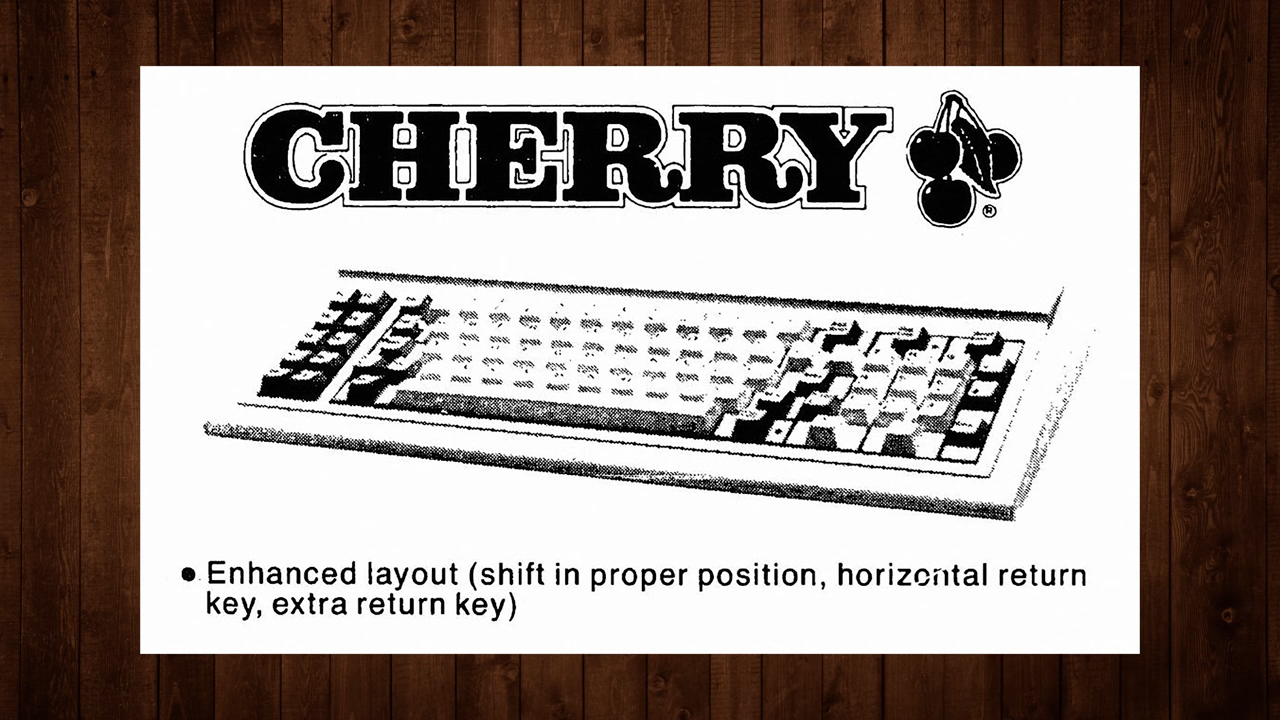 CHERRY ®
• Enhanced layout (shift in proper position, horizontal return
key, extra return key)